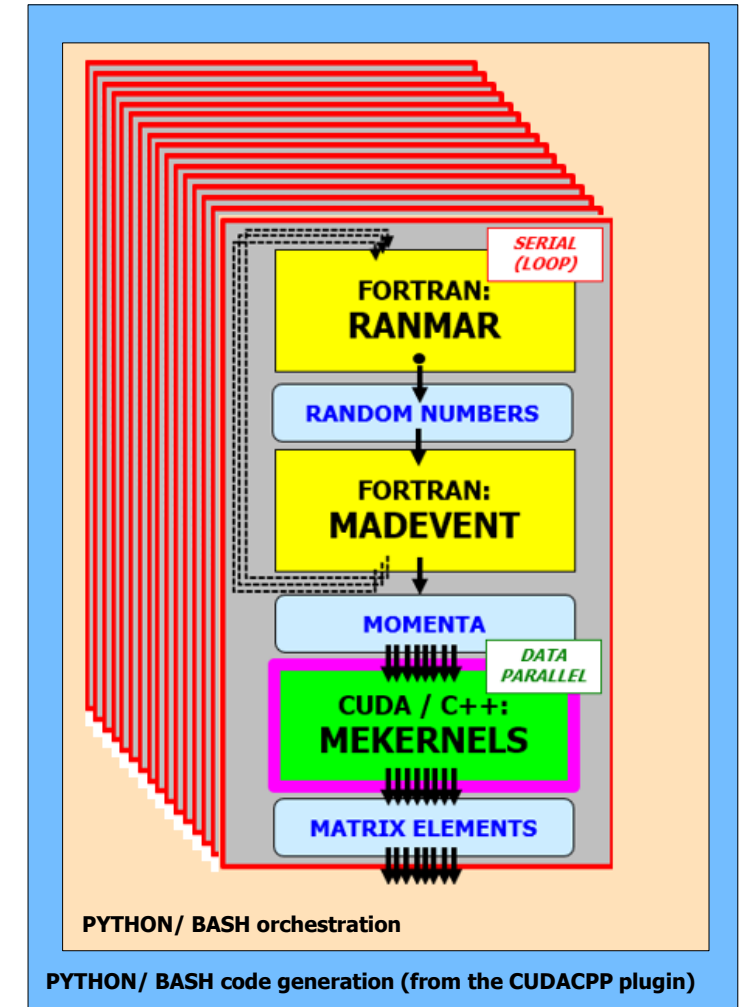 SERIAL
(LOOP)
FORTRAN:
RANMAR
RANDOM NUMBERS
FORTRAN:
MADEVENT
MOMENTA
DATA
PARALLEL
CUDA / C++:
MEKERNELS
MATRIX ELEMENTS
PYTHON/ BASH orchestration
PYTHON/ BASH code generation (from the CUDACPP plugin)